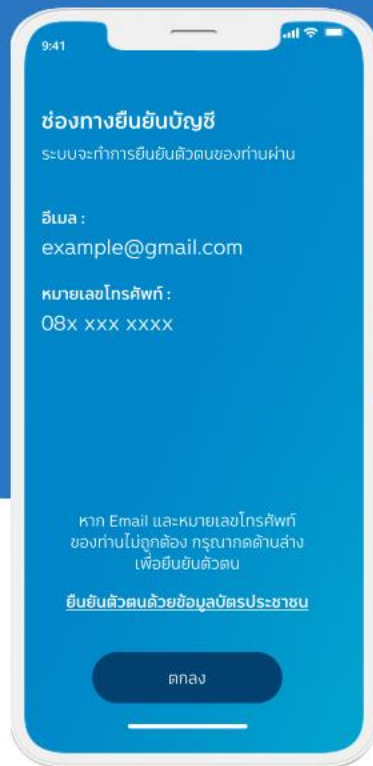 9:41
ช่องทางยืนยันบัญชี
ระบบจะทำการยืนยันตัวตนของท่านผ่าน
อีเมล :
example@gmail.com
หมายเลขโทรศัพท์ :
08x xxx xxxx
หาก Email และหมายเลขโทรศัพท์
ของท่านไม่ถูกต้อง กรุณากดด้านล่าง
เพื่อยืนยันตัวตน
ยืนยันตัวตนด้วยข้อมูลบัตรประชาชน
ตกลง